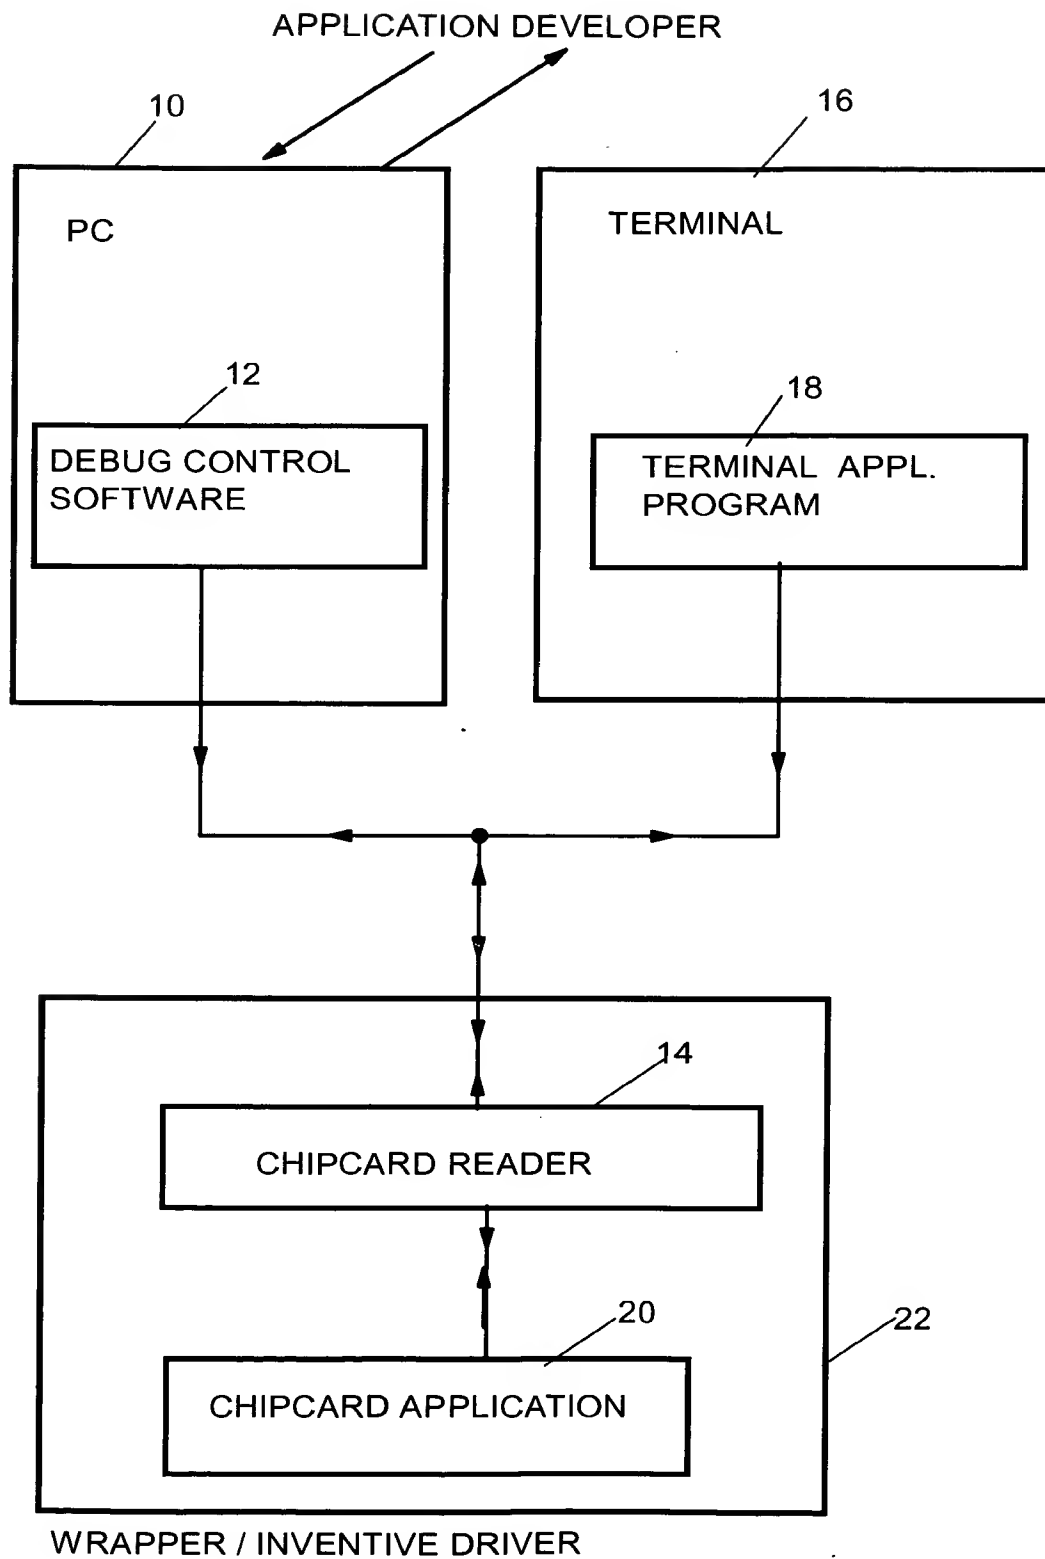 APPLICATION DEVELOPER
10
16
PC
TERMINAL
12
18
DEBUG CONTROL
SOFTWARE
TERMINAL APPL.
PROGRAM
14
CHIPCARD READER
20
22
CHIPCARD APPLICATION
WRAPPER / INVENTIVE DRIVER